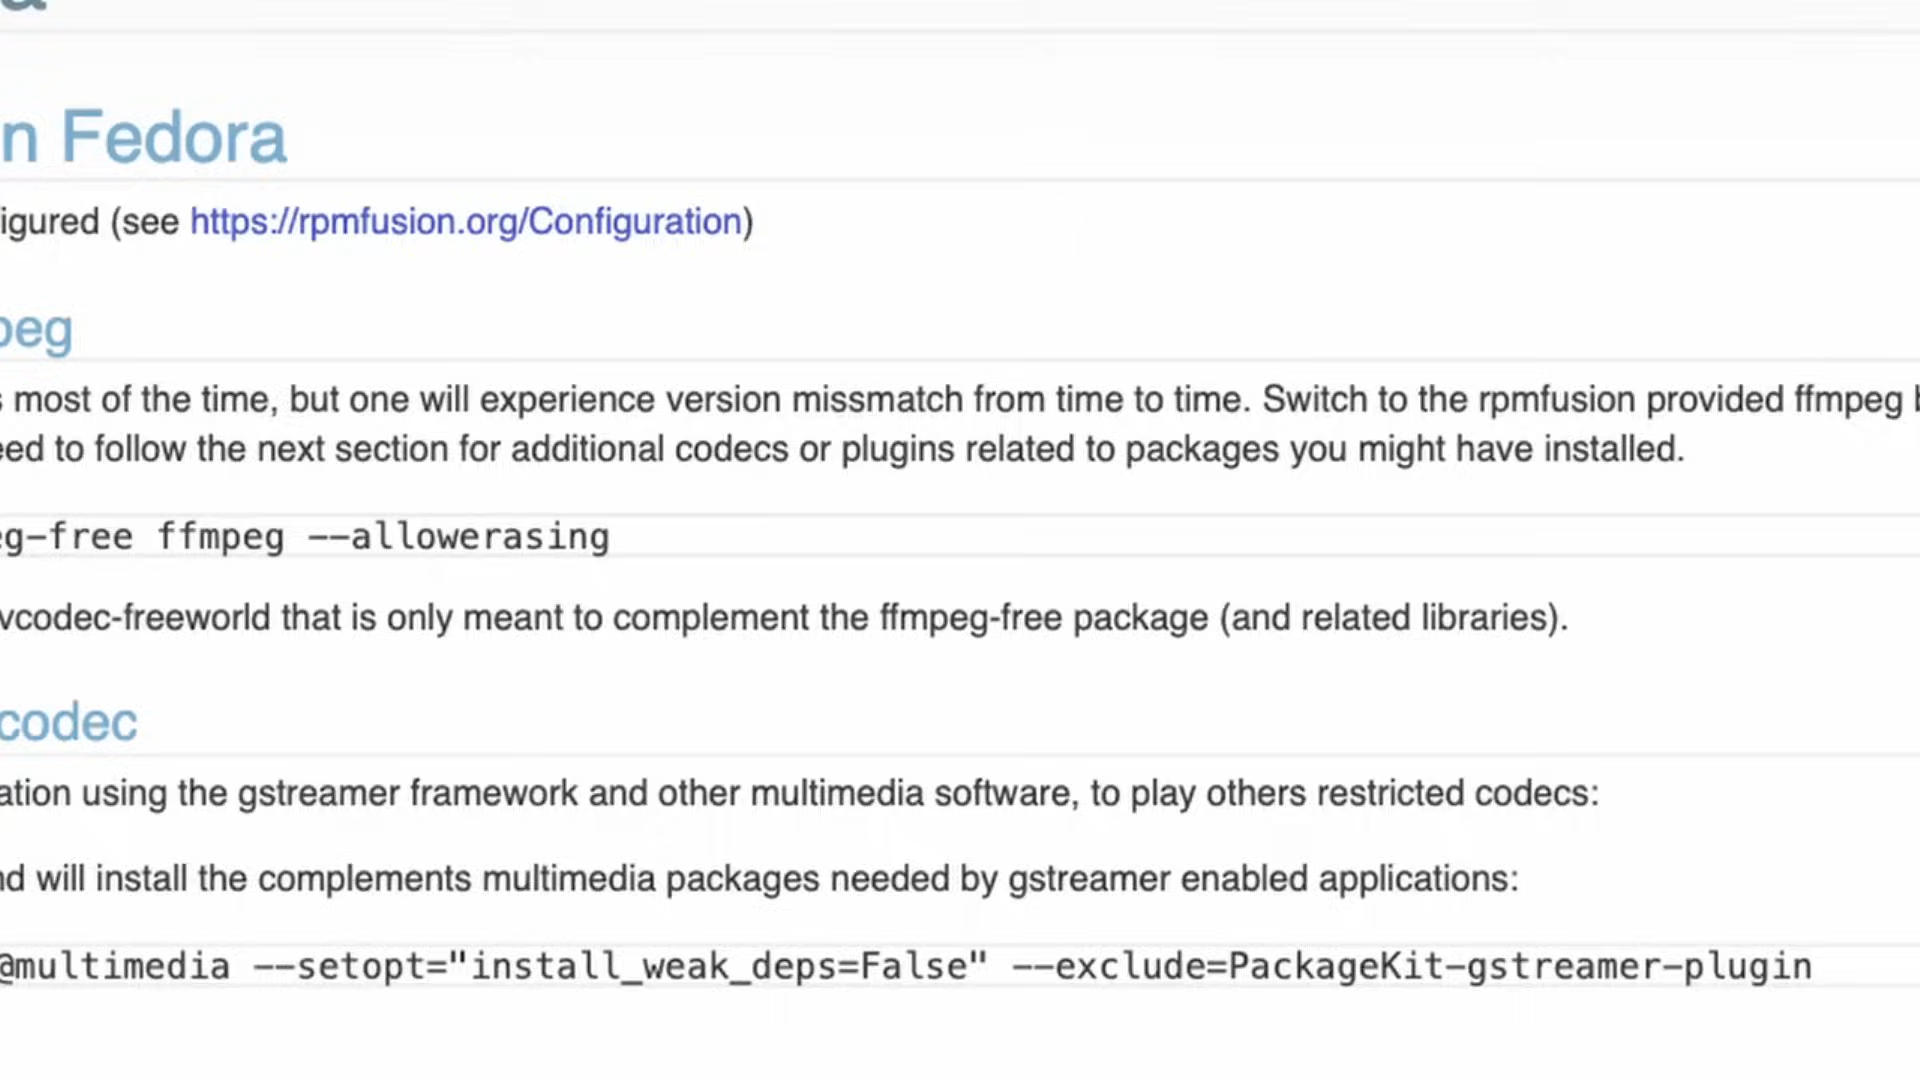 a
n Fedora
igured (see https://rpmfusion.org/Configuration)
peg
s most of the time, but one will experience version missmatch from time to time. Switch to the rpmfusion provided ffmpeg b
eed to follow the next section for additional codecs or plugins related to packages you might have installed.
eg-free ffmpeg --allowerasing
vcodec-freeworld that is only meant to complement the ffmpeg-free package (and related libraries).
codec
ation using the gstreamer framework and other multimedia software, to play others restricted codecs:
nd will install the complements multimedia packages needed by gstreamer enabled applications:
@multimedia --setopt="install_weak_deps=False" --exclude=PackageKit-gstreamer-plugin